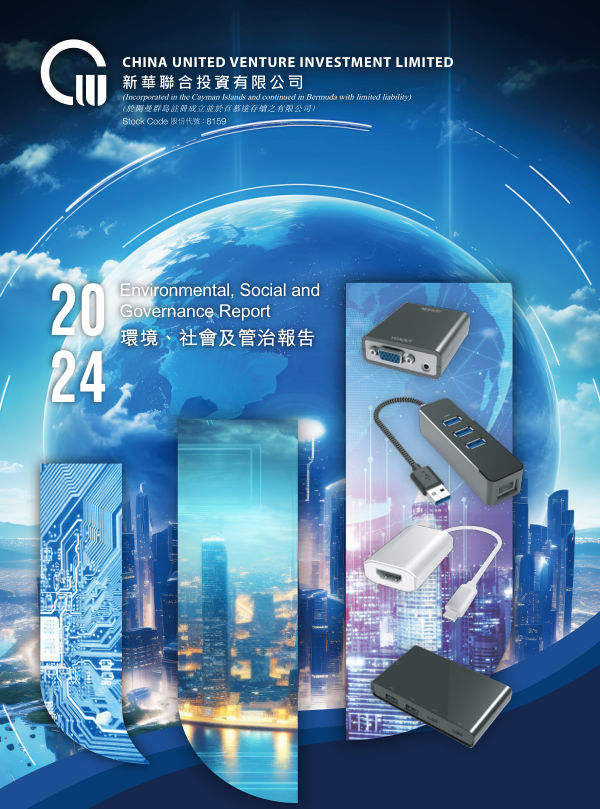 CHINA UNITED VENTURE INVESTMENT LIMITED
新華聯合投資有限公司
(Incorporated in the Cayman Islands and continued in Bermuda with limited liability)
(於開曼群島註冊成立並於百慕達存續之有限公司)
Stock Code 股份代號：8159
20
24
Environmental, Social and
Governance Report
環境、社會及管治報告